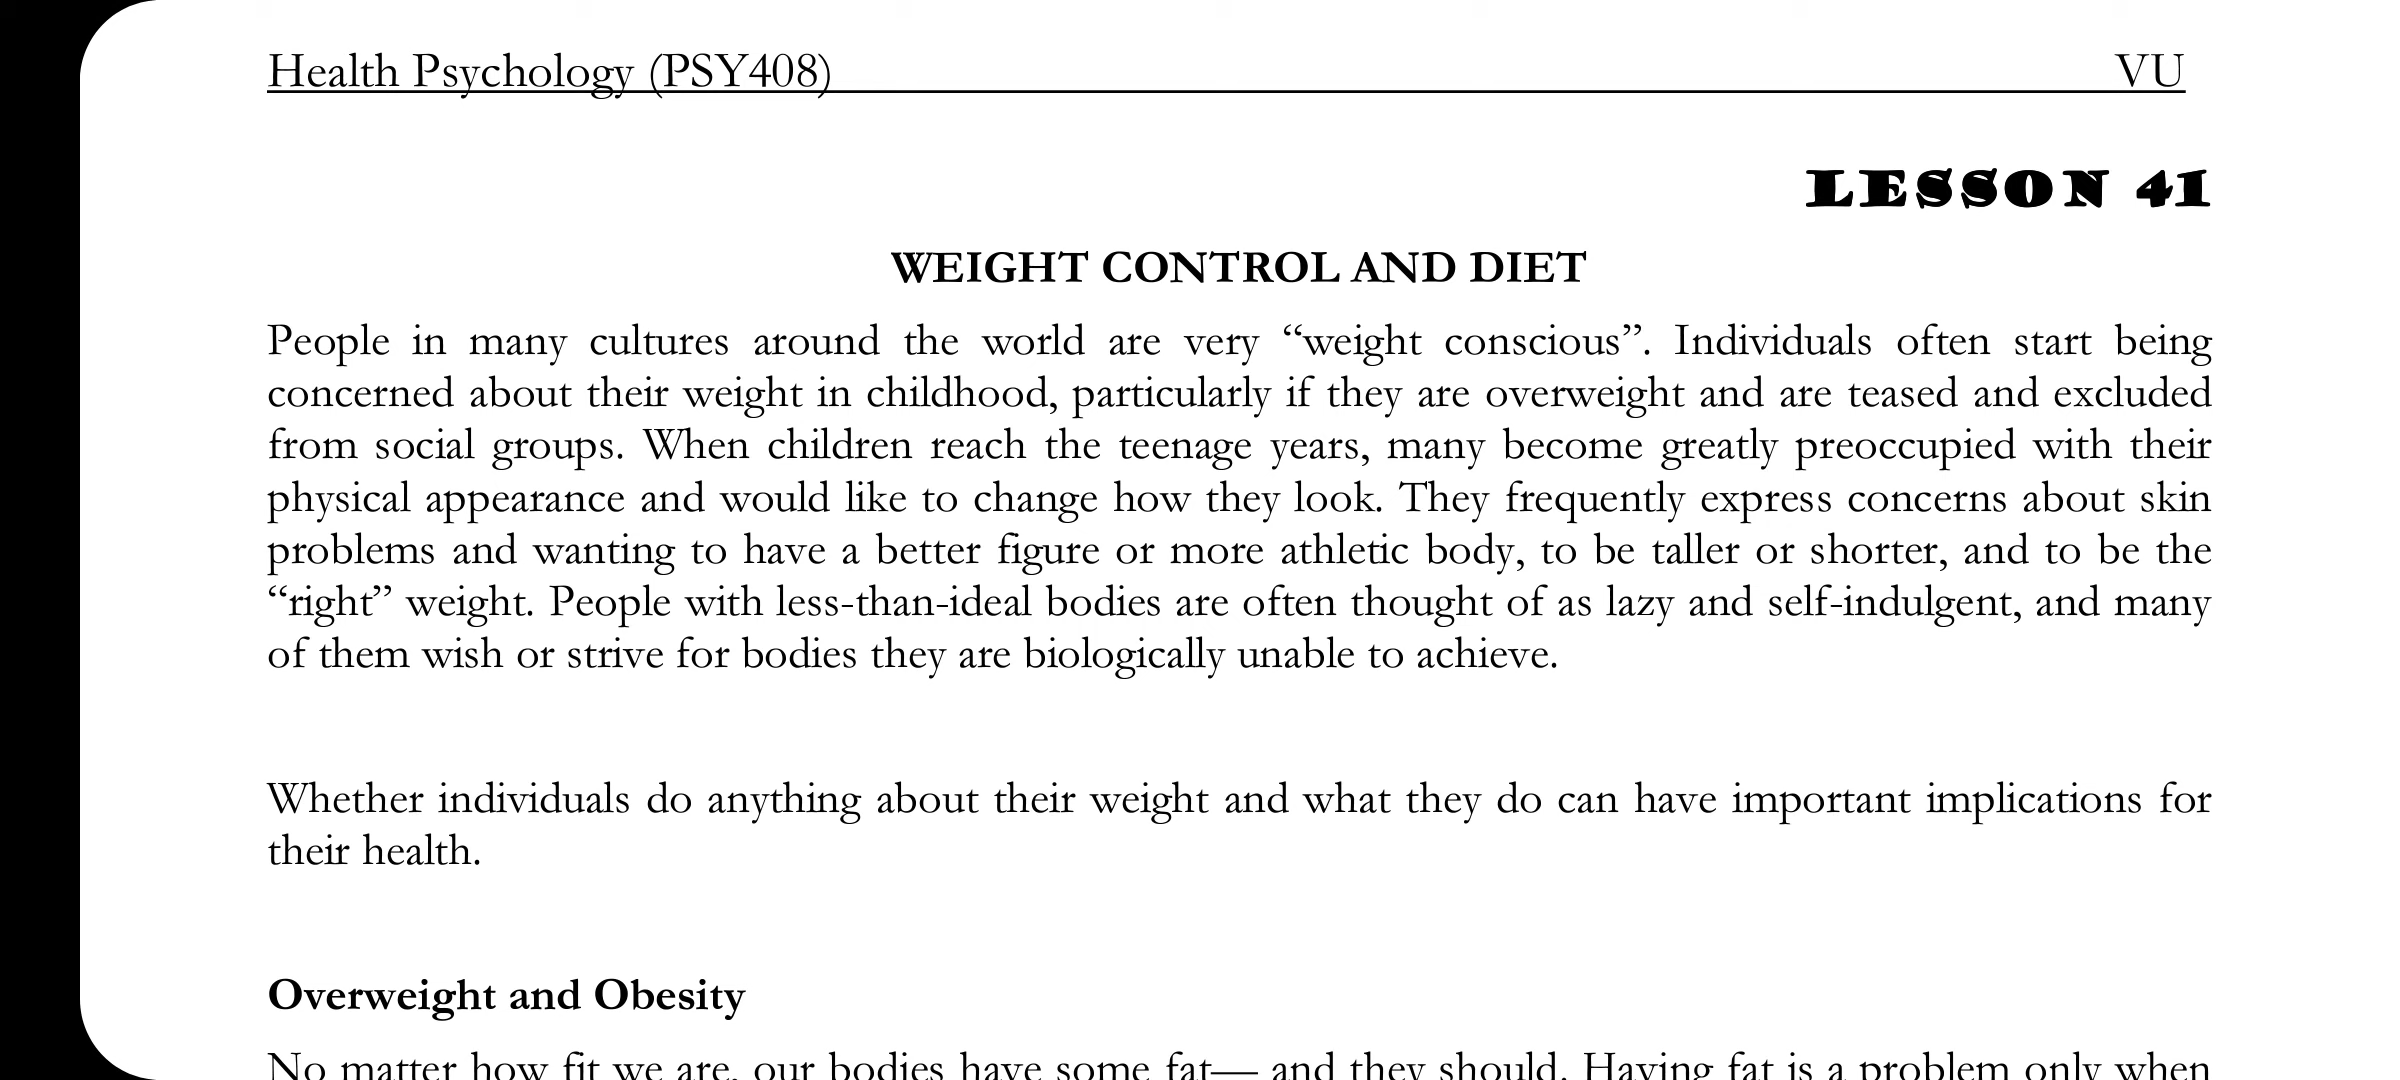 Health Psychology (PSY408) VU
LESSON 41
WEIGHT CONTROL AND DIET
People in many cultures around the world are very “weight conscious”. Individuals often start being
concerned about their weight in childhood, particularly if they are overweight and are teased and excluded
from social groups. When children reach the teenage years, many become greatly preoccupied with their
physical appearance and would like to change how they look. They frequently express concerns about skin
problems and wanting to have a better figure or more athletic body, to be taller or shorter, and to be the
“right” weight. People with less-than-ideal bodies are often thought of as lazy and self-indulgent, and many
of them wish or strive for bodies they are biologically unable to achieve.
Whether individuals do anything about their weight and what they do can have important implications for
their health.
Overweight and Obesity
No matter how fit we are, our bodies have some fat— and they should. Having fat is a problem only when